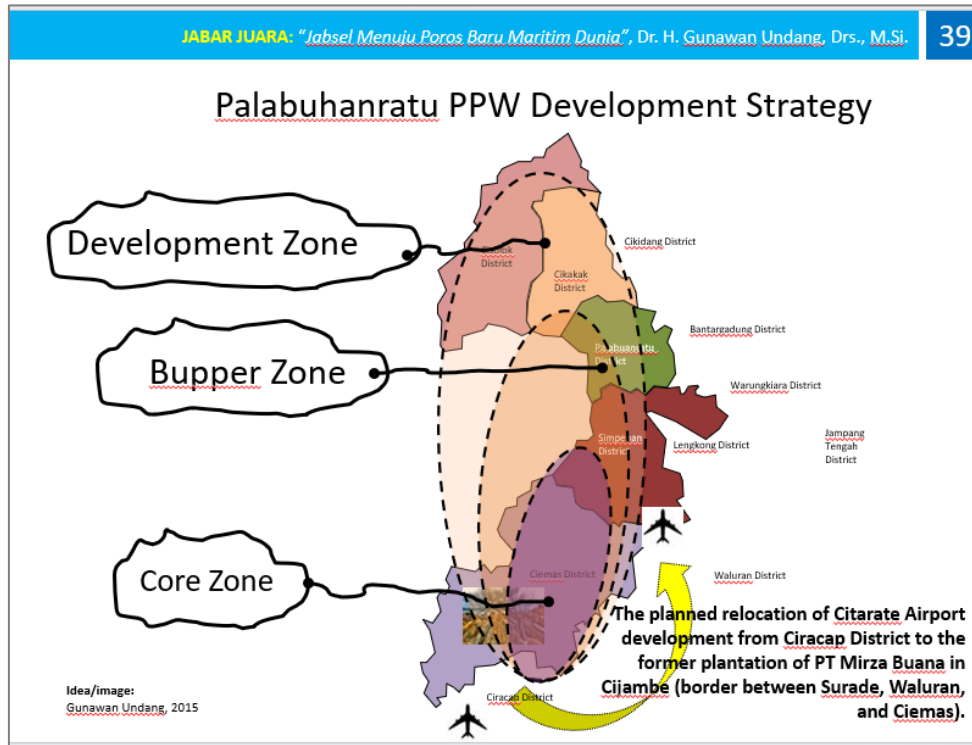 JABAR JUARA: “Jabsel Menuju Poros Baru Maritim Dunia”, Dr. H. Gunawan Undang, Drs., M.Si.
39
Palabuhanratu PPW Development Strategy
Development Zone
Bupper Zone
Core Zone
District
Cikakak
District
Cikidang District
Bantargadung District
Palabuanratu
District
Warungkiara District
Simpenan
District
Lengkong District
Jampang
Tengah
District
Ciemas District
Waluran District
Ciracap District
The planned relocation of Citarate Airport
development from Ciracap District to the
former plantation of PT Mirza Buana in
Cijambe (border between Surade, Waluran,
and Ciemas).
Idea/image:
Gunawan Undang, 2015